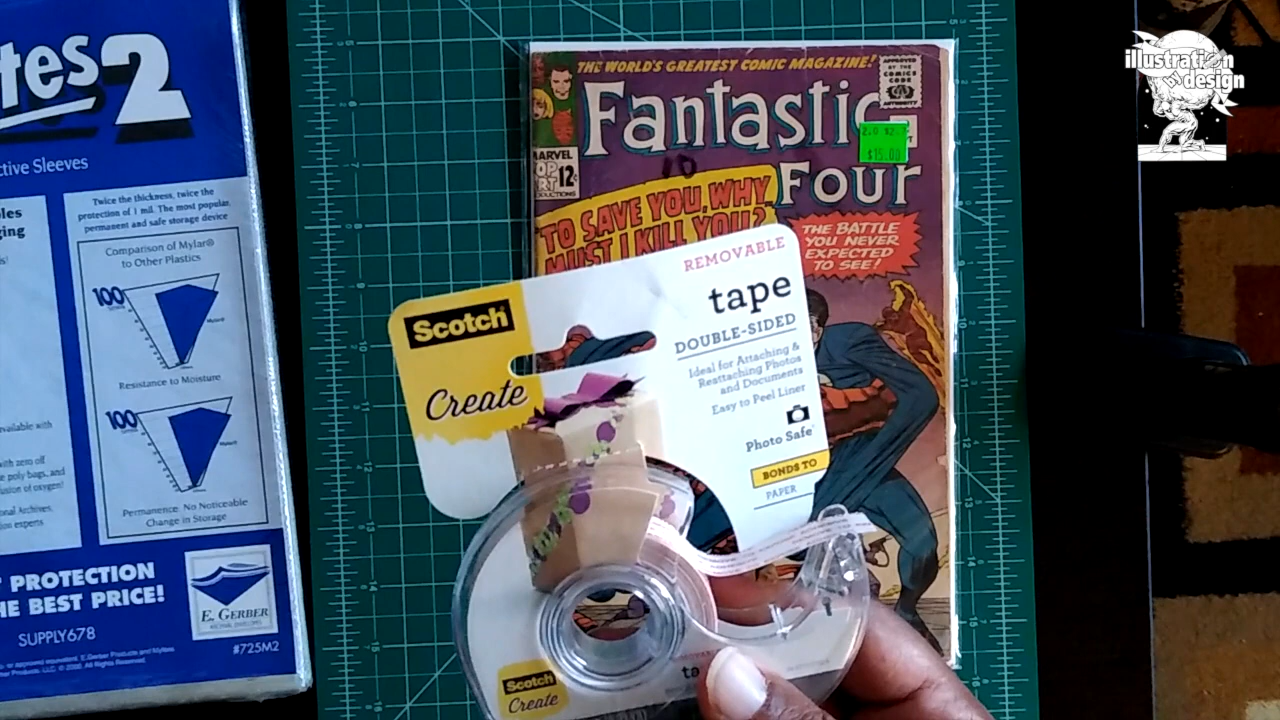 tes2
ctive Sleeves
Twice the thickness, twice the
protection of 1 mil. The most popular,
permanent and safe storage device
Comparison of Mylar®
to Other Plastics
100
Resistance to Moisture
100
Permanence: No Noticeable
Change in Storage
PROTECTION
HE BEST PRICE!
SUPPLY678
E. GERBER
#725M2
THE WORLD'S GREATEST COMIC MAGAZINE!
APPROVED
BY THE
COMICS
CODE
Fantastic
Four
$15.00
MARVEL
12¢
10
"TO SAVE YOU, WHY
MUST I KILL YOU?"
THE BATTLE
YOU NEVER
EXPECTED
TO SEE!
Scotch
Create
REMOVABLE
tape
DOUBLE-SIDED
Ideal for Attaching &
Reattaching Photos
and Documents
Easy to Peel Liner
Photo Safe
BONDS TO
PAPER
Scotch
Create
ta
illustration
design